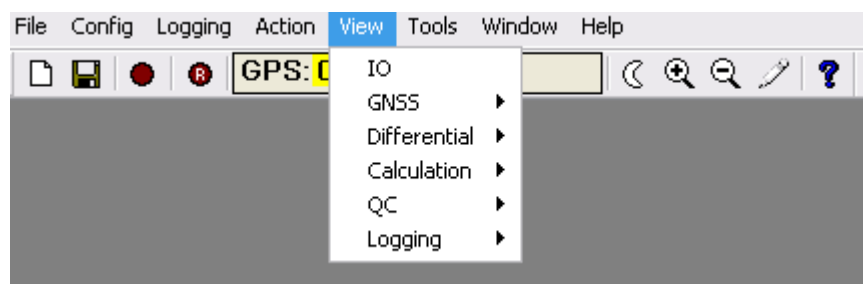 File Config Logging Action View Tools Window Help
R GPS: ?
IO
GNSS
Differential
Calculation
QC
Logging